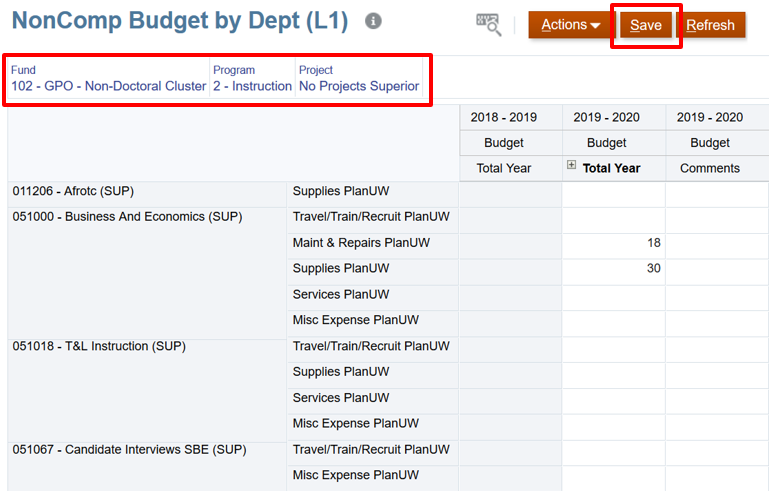 NonComp Budget by Dept (L1)
Actions Save Refresh
Fund Program Project
102 - GPO - Non-Doctoral Cluster 2 - Instruction No Projects Superior
2018 - 2019 2019 - 2020 2019 - 2020
Budget Budget Budget
Total Year Total Year Comments
011206 - Afrotc (SUP) Supplies PlanUW
051000 - Business And Economics (SUP) Travel/Train/Recruit PlanUW
Maint & Repairs PlanUW 18
Supplies PlanUW 30
Services PlanUW
Misc Expense PlanUW
051018 - T&L Instruction (SUP) Travel/Train/Recruit PlanUW
Supplies PlanUW
Services PlanUW
Misc Expense PlanUW
051067 - Candidate Interviews SBE (SUP) Travel/Train/Recruit PlanUW
Misc Expense PlanUW